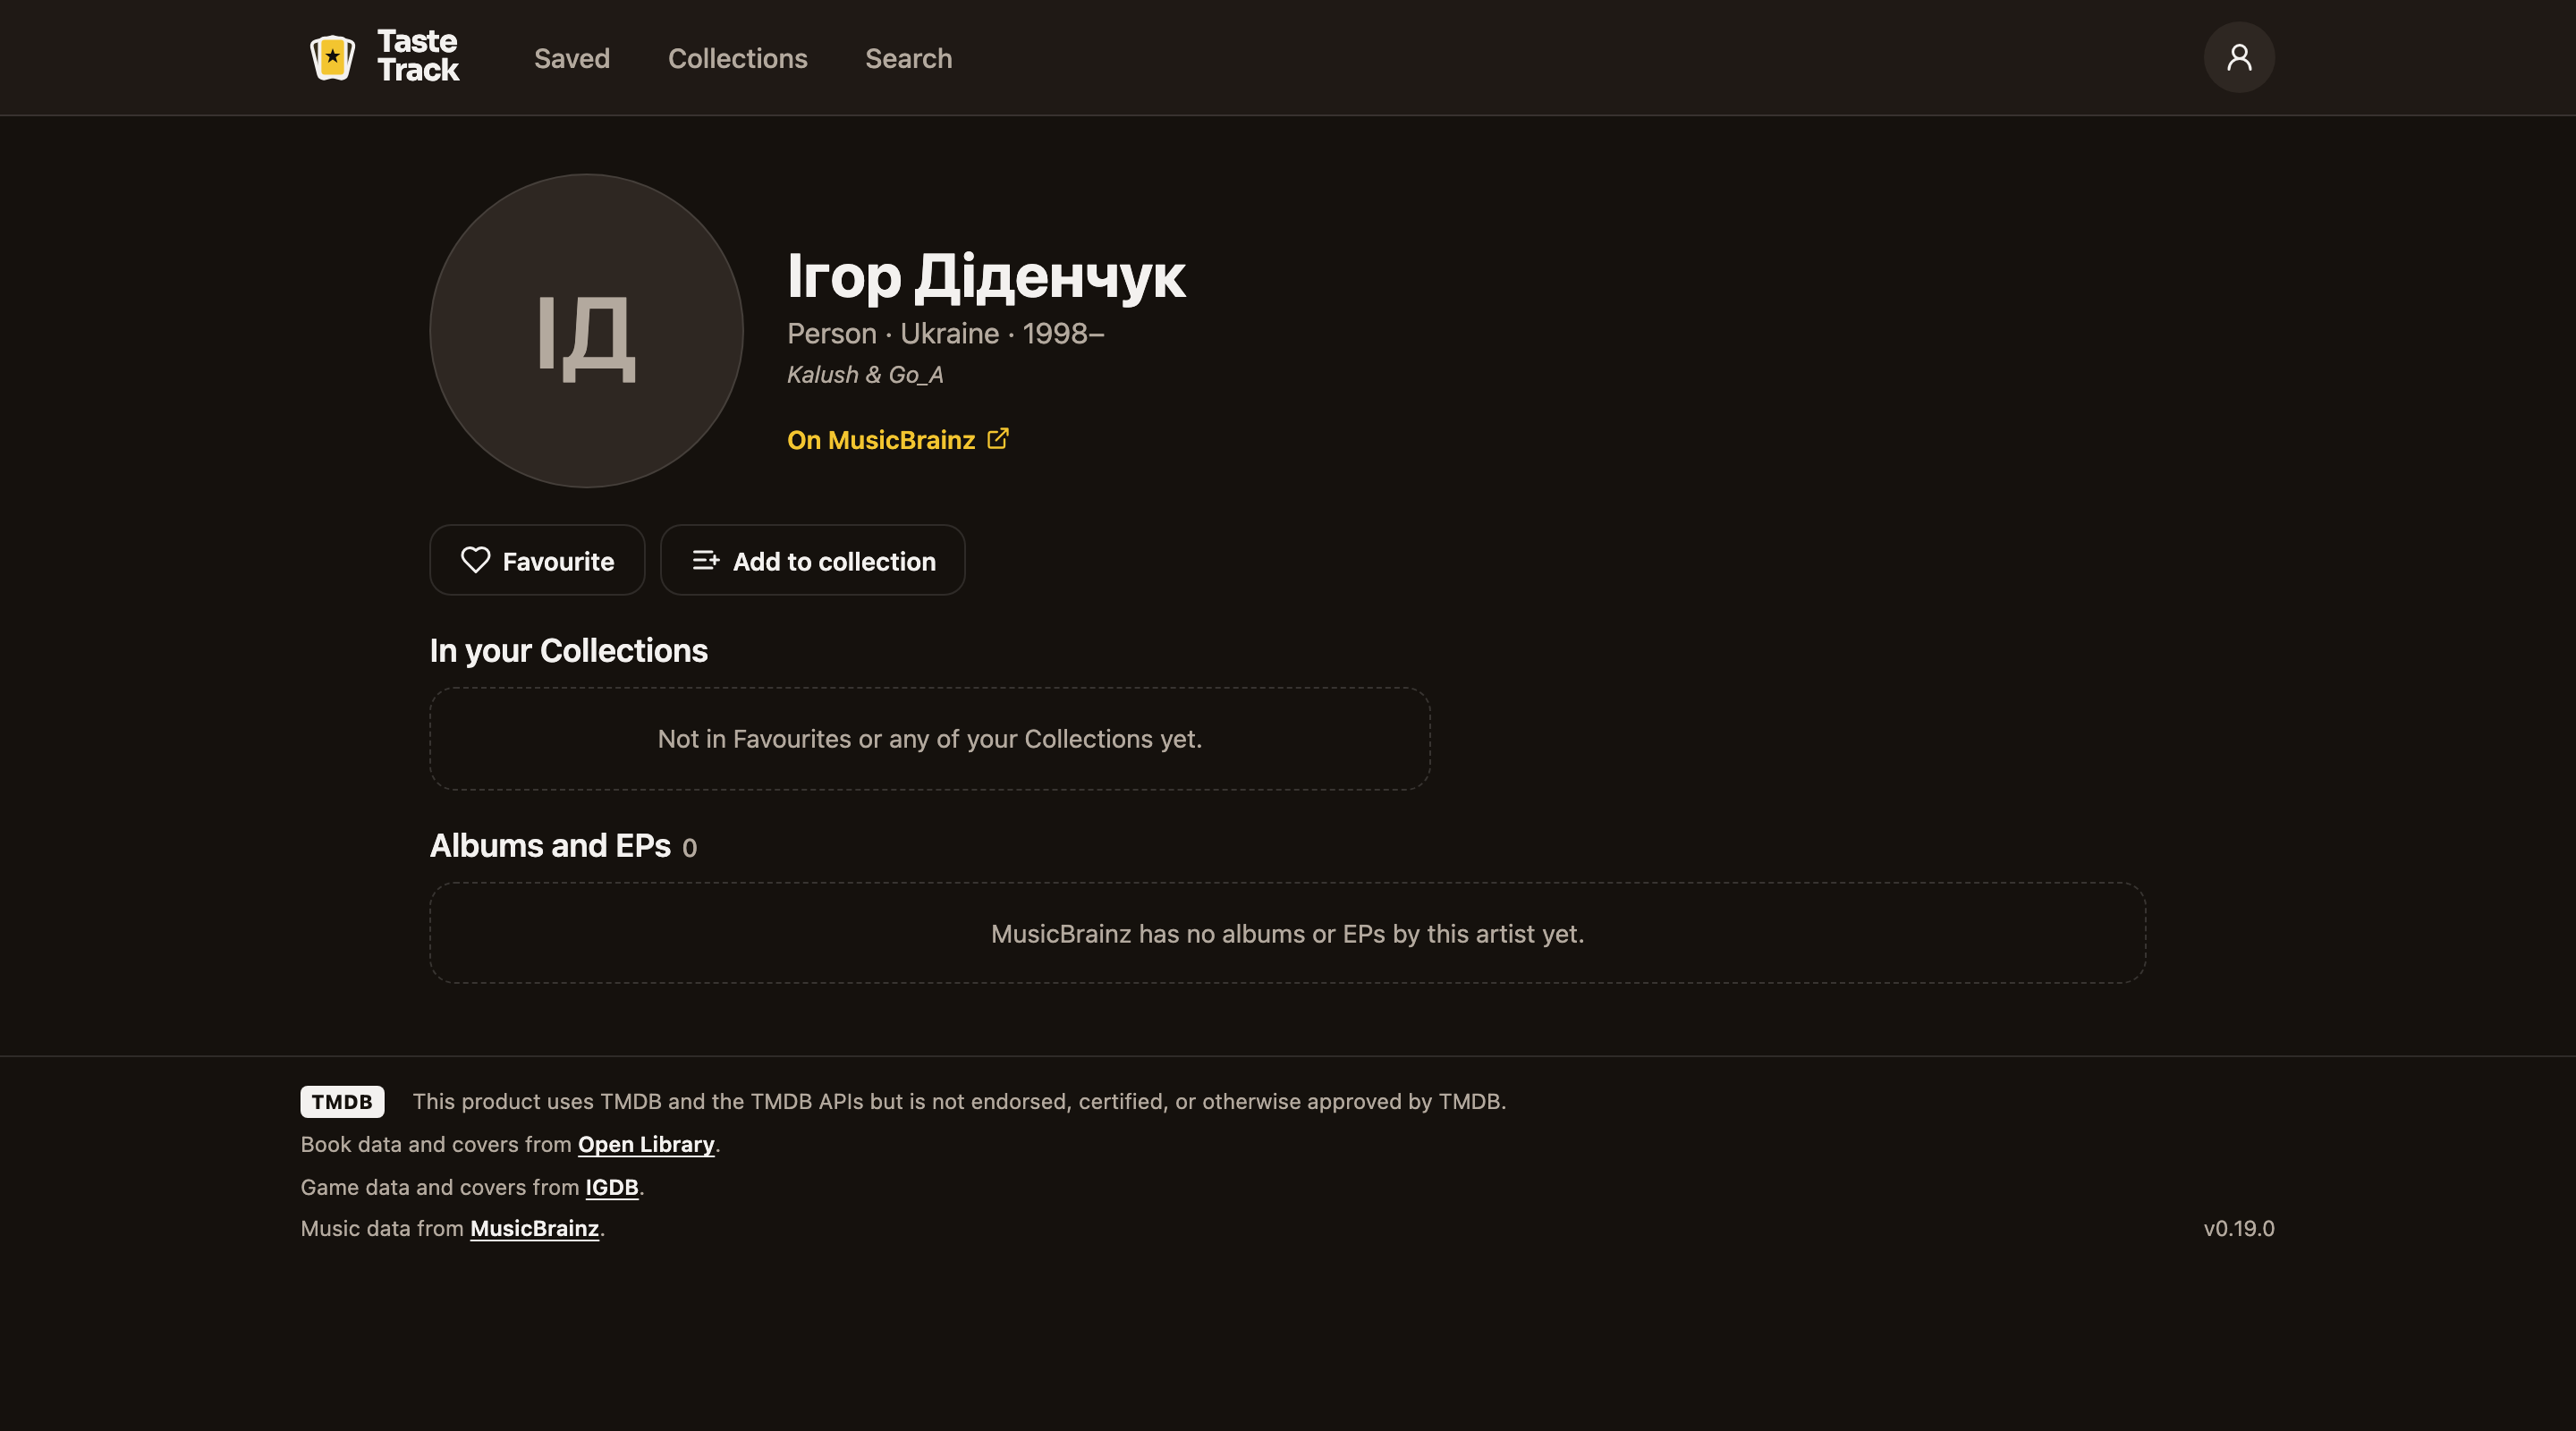 Taste
Track
Saved
Collections
Search
ІД
Ігор Діденчук
Person · Ukraine · 1998–
Kalush & Go_A
On MusicBrainz
Favourite
Add to collection
In your Collections
Not in Favourites or any of your Collections yet.
Albums and EPs 0
MusicBrainz has no albums or EPs by this artist yet.
TMDB This product uses TMDB and the TMDB APIs but is not endorsed, certified, or otherwise approved by TMDB.
Book data and covers from Open Library.
Game data and covers from IGDB.
Music data from MusicBrainz.
v0.19.0